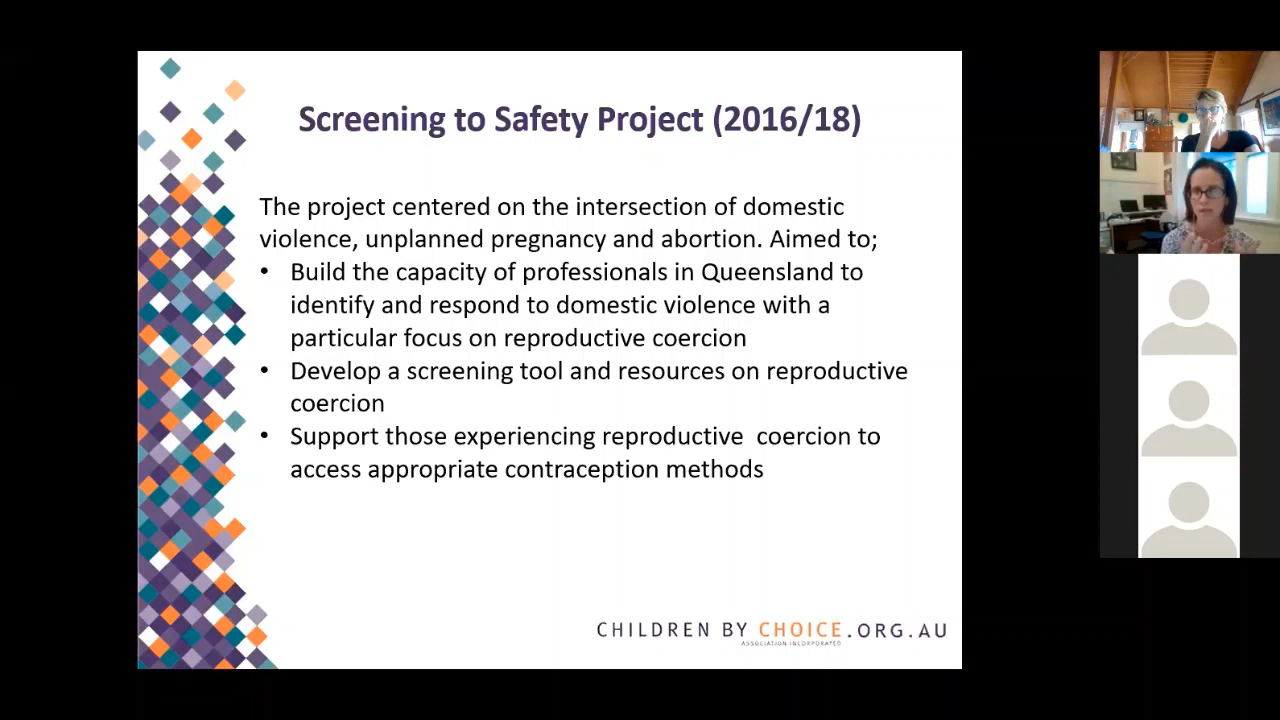 Screening to Safety Project (2016/18)
The project centered on the intersection of domestic
violence, unplanned pregnancy and abortion. Aimed to;
• Build the capacity of professionals in Queensland to
identify and respond to domestic violence with a
particular focus on reproductive coercion
• Develop a screening tool and resources on reproductive
coercion
• Support those experiencing reproductive  coercion to
access appropriate contraception methods
CHILDREN BY CHOICE.ORG.AU
ASSOCIATION INCORPORATED